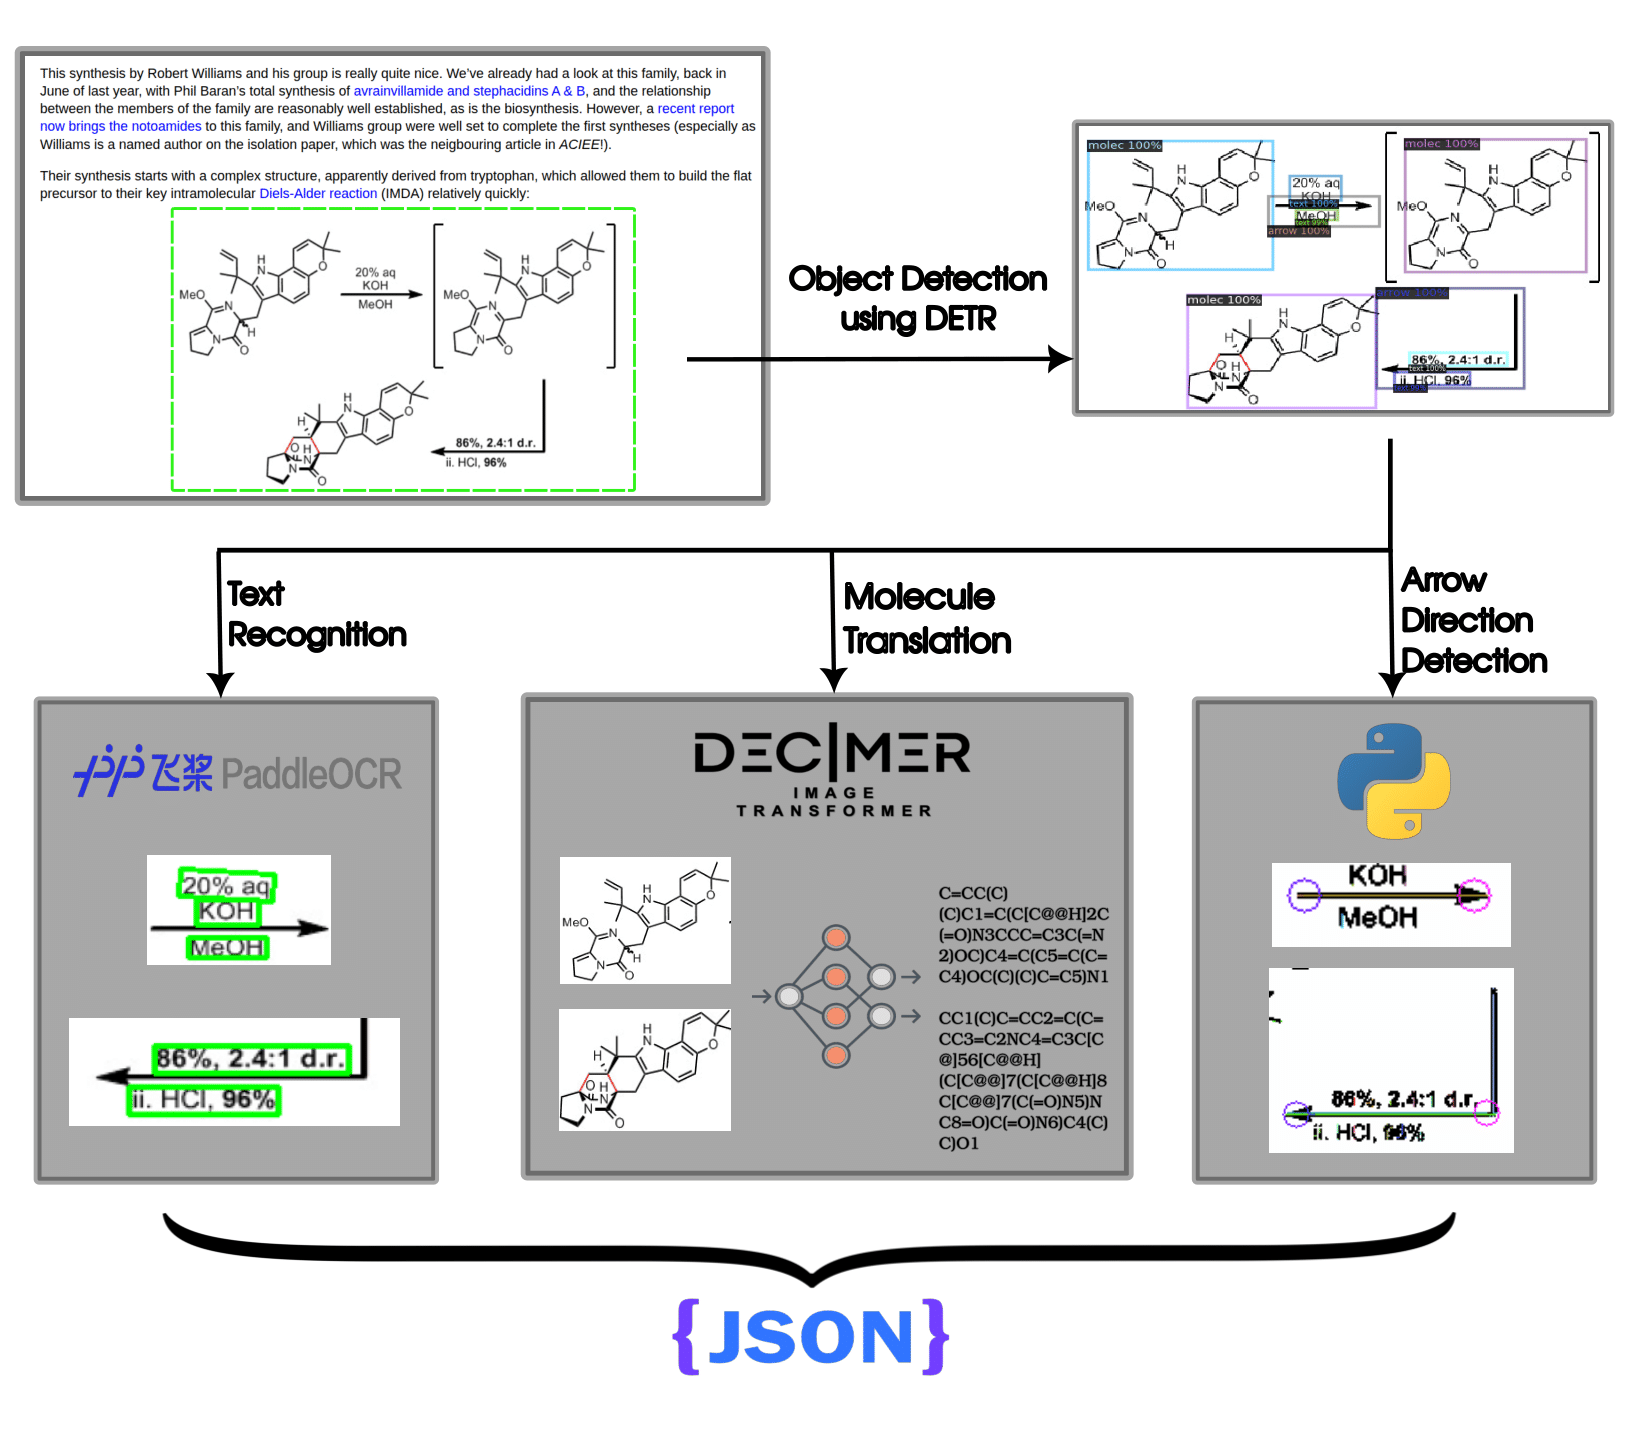 This synthesis by Robert Williams and his group is really quite nice. We've already had a look at this family, back in
June of last year, with Phil Baran's total synthesis of avrainvillamide and stephacidins A & B, and the relationship
between the members of the family are reasonably well established, as is the biosynthesis. However, a recent report
now brings the notoamides to this family, and Williams group were well set to complete the first syntheses (especially as
Williams is a named author on the isolation paper, which was the neigbouring article in ACIEE!).
Their synthesis starts with a complex structure, apparently derived from tryptophan, which allowed them to build the flat
precursor to their key intramolecular Diels-Alder reaction (IMDA) relatively quickly:
H
N
O
MeO
N
H
N
O
20% aq
KOH
MeOH
H
N
O
MeO
N
N
O
H
N
O
H
O H
N
N
O
86%, 2.4:1 d.r.
ii. HCl, 96%
Object Detection
using DETR
molec 100%
H
N
O
MeO
N
H
N
O
20% aq
KOH
text 100%
MeOH
text 99%
arrow 100%
molec 100%
H
N
O
MeO
N
N
O
molec 100%
H
N
O
H
O H
N
N
O
arrow 100%
86%, 2.4:1 d.r.
text 100%
ii. HCl, 96%
Text
Recognition
Molecule
Translation
Arrow
Direction
Detection
飞桨 PaddleOCR
20% aq
KOH
MeOH
86%, 2.4:1 d.r.
ii. HCl, 96%
DECIMER
IMAGE
TRANSFORMER
H
N
O
MeO
N
H
N
O
H
N
O
H
O H
N
N
O
C=CC(C)
(C)C1=C(C[C@@H]2C
(=O)N3CCC=C3C(=N
2)OC)C4=C(C5=C(C=
C4)OC(C)(C)C=C5)N1
CC1(C)C=CC2=C(C=
CC3=C2NC4=C3C[C
@]56[C@@H]
(C[C@@]7(C[C@@H]8
C[C@@]7(C(=O)N5)N
C8=O)C(=O)N6)C4(C)
C)O1
KOH
MeOH
86%, 2.4:1 d.r.
ii. HCl, 96%
{JSON}